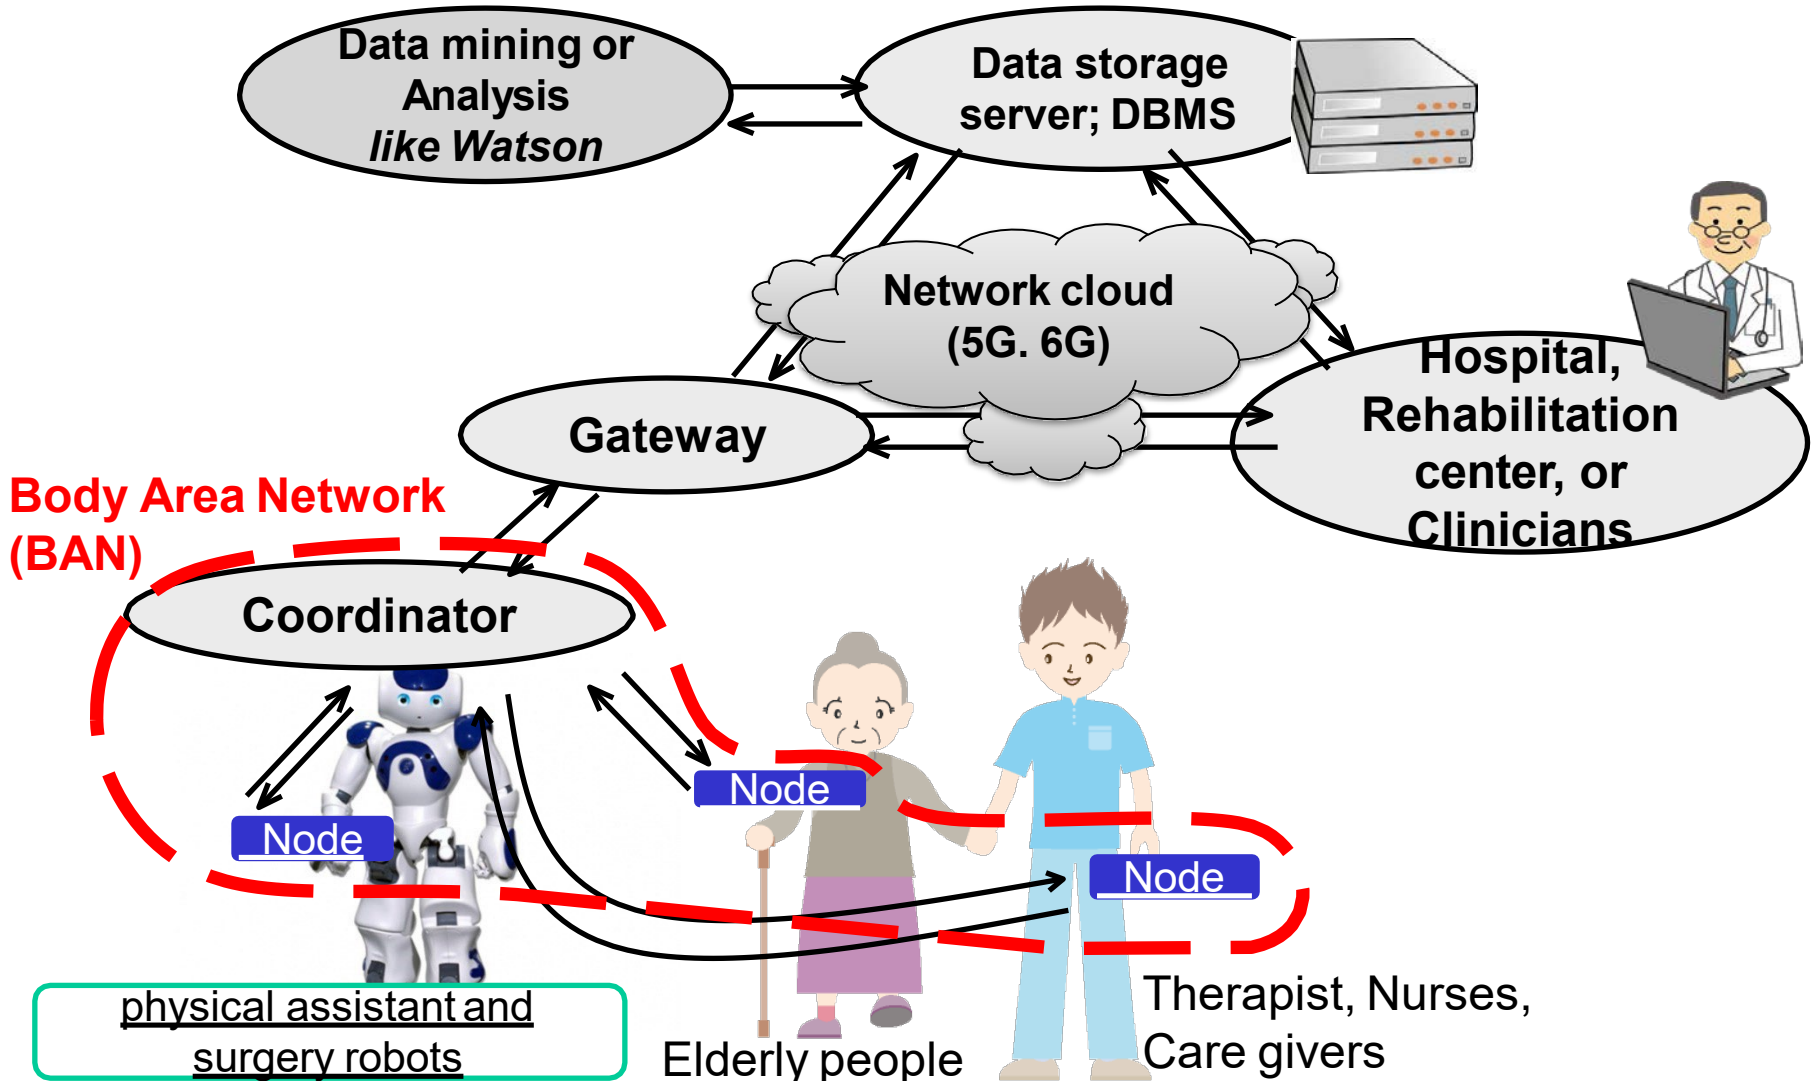 Data mining or
Analysis
like Watson
Data storage
server; DBMS
Network cloud
(5G. 6G)
Hospital,
Rehabilitation
center, or
Clinicians
Gateway
Body Area Network
(BAN)
Coordinator
Node
Node
Node
physical assistant and
surgery robots
Elderly people
Therapist, Nurses,
Care givers